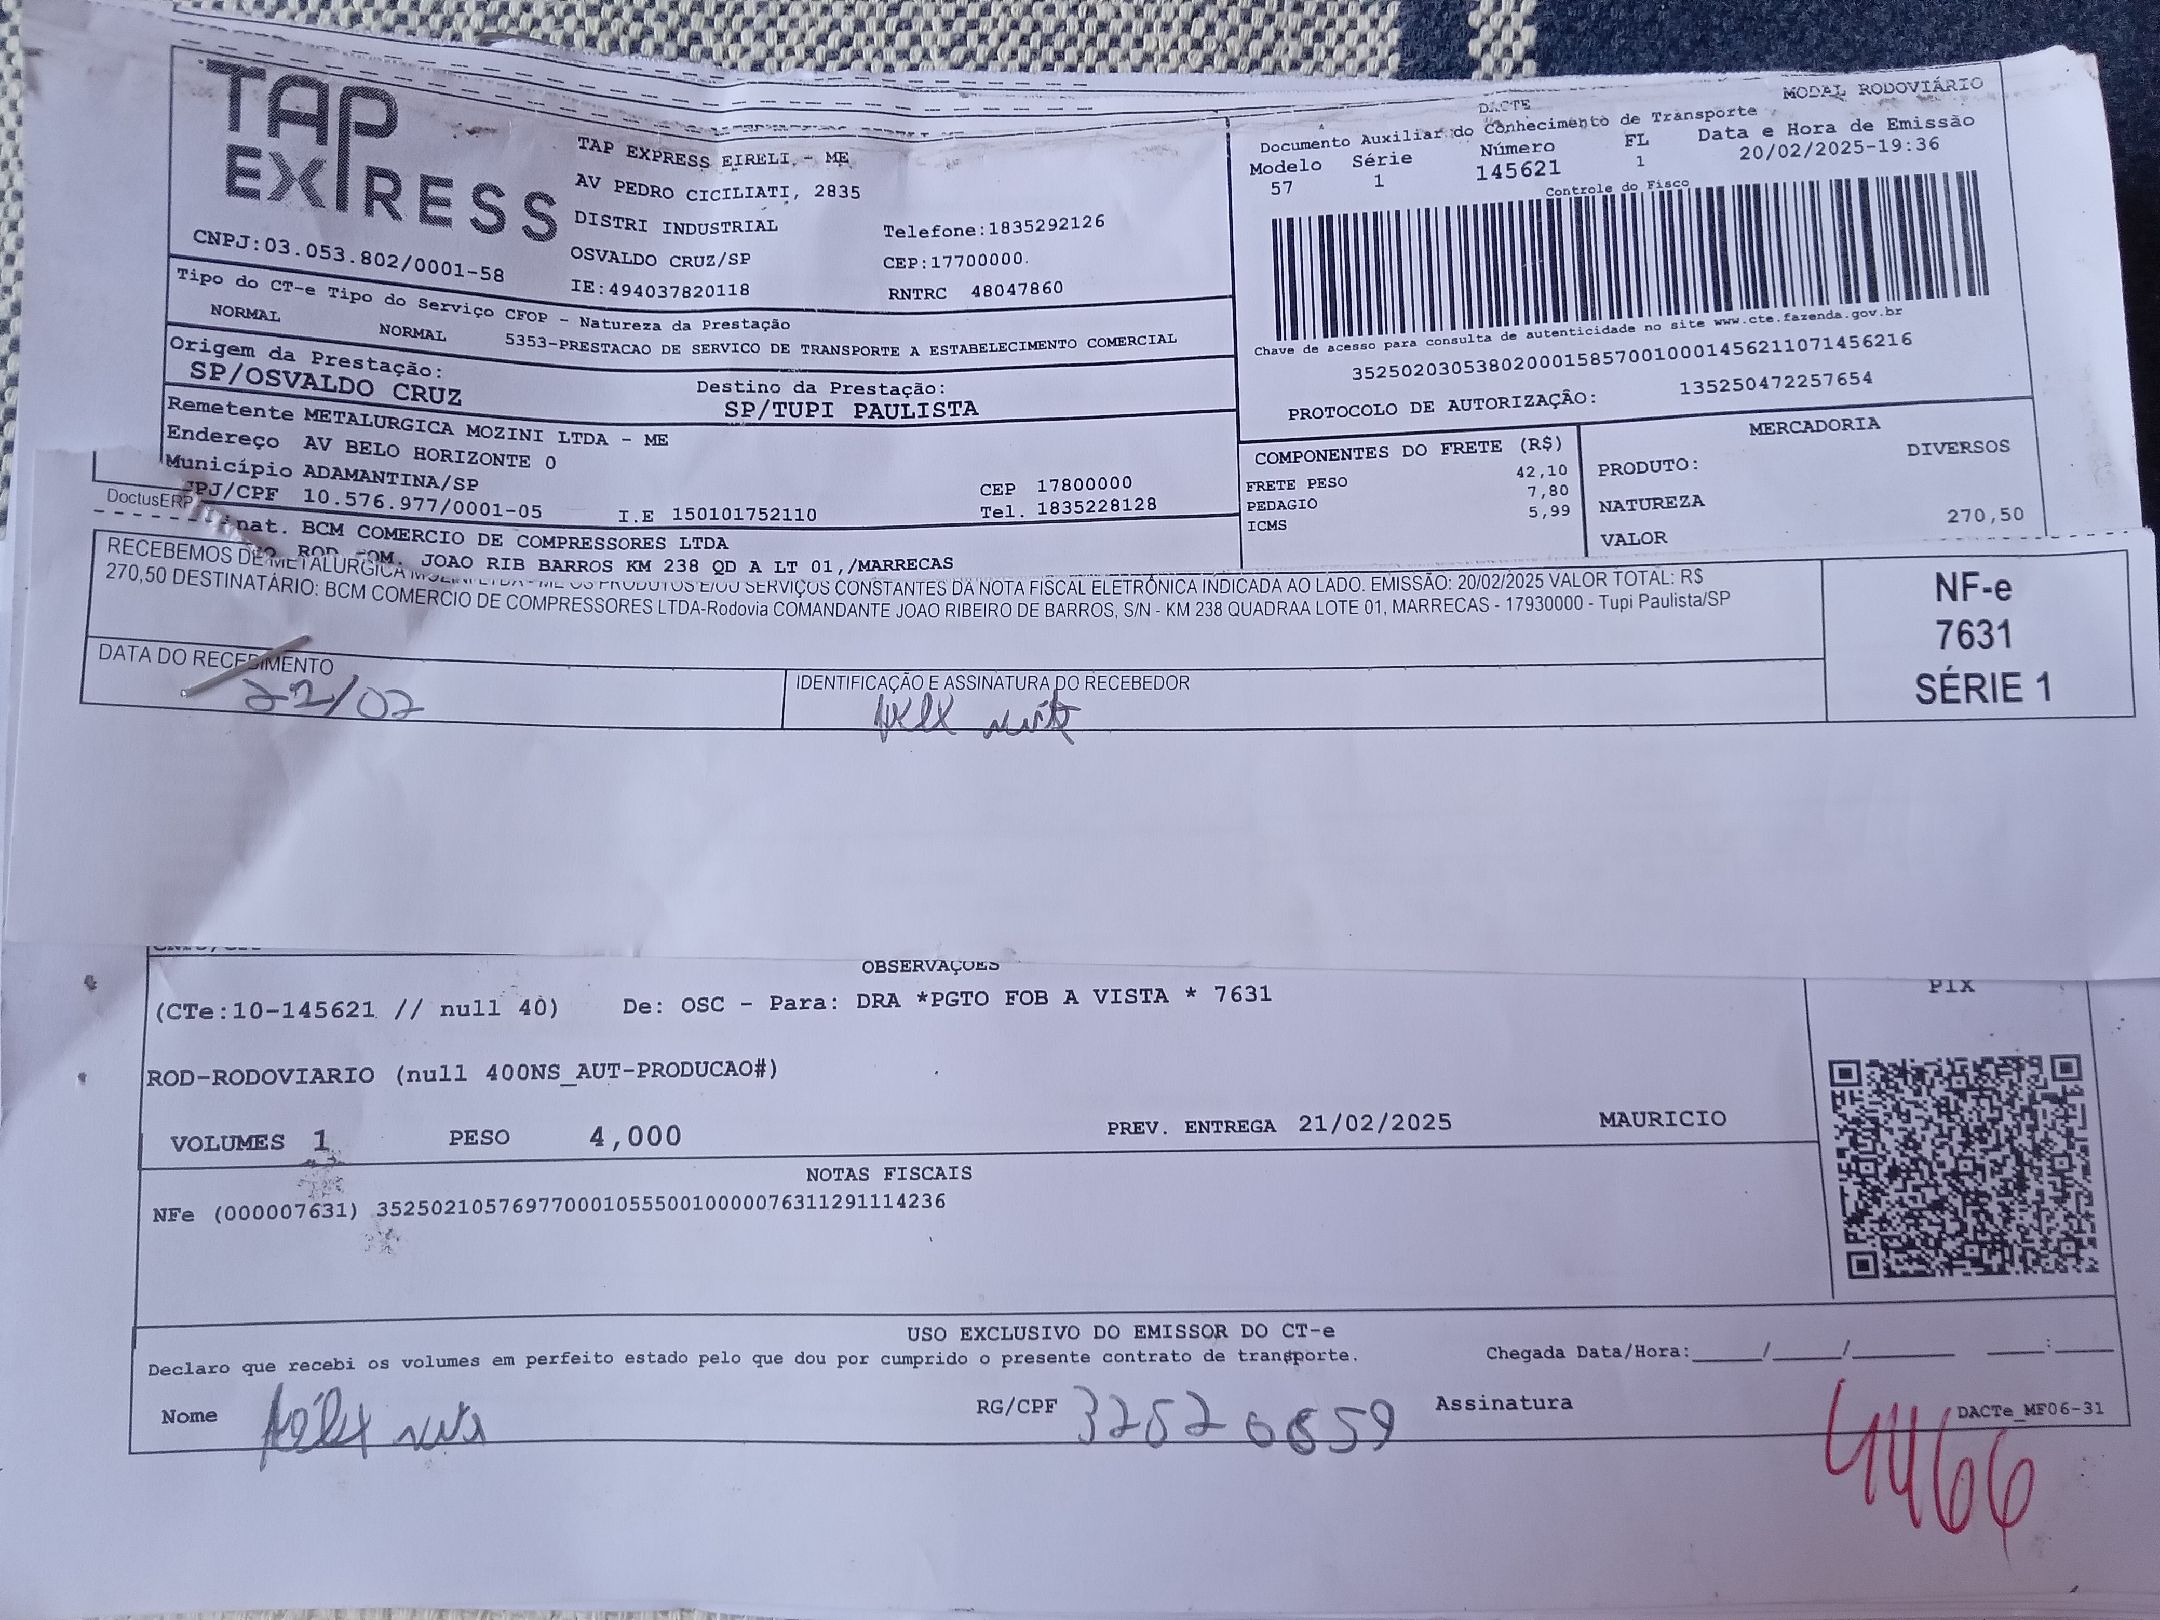 TAP
EXPRESS
TAP EXPRESS EIRELI - ME
AV PEDRO CICILIATI, 2835
DISTRI INDUSTRIAL
OSVALDO CRUZ/SP
IE:494037820118
Telefone:1835292126
CEP:17700000.
RNTRC 48047860
CNPJ:03.053.802/0001-58
MODAL RODOVIÁRIO
DACTE
Documento Auxiliar do Conhecimento de Transporte
Modelo Série Número FL Data e Hora de Emissão
57 1 145621 1 20/02/2025-19:36
Controle do Fisco
Chave de acesso para consulta de autenticidade no site www.cte.fazenda.gov.br
35250203053802000158570010001456211071456216
PROTOCOLO DE AUTORIZAÇÃO: 135250472257654
Tipo do CT-e Tipo do Serviço CFOP - Natureza da Prestação
NORMAL NORMAL 5353-PRESTACAO DE SERVICO DE TRANSPORTE A ESTABELECIMENTO COMERCIAL
Origem da Prestação: Destino da Prestação:
SP/OSVALDO CRUZ SP/TUPI PAULISTA
Remetente METALURGICA MOZINI LTDA - ME
Endereço AV BELO HORIZONTE 0
Município ADAMANTINA/SP CEP 17800000
PJ/CPF 10.576.977/0001-05 I.E 150101752110 Tel. 1835228128
COMPONENTES DO FRETE (R$)
FRETE PESO 42,10
PEDAGIO 7,80
ICMS 5,99
MERCADORIA
PRODUTO: DIVERSOS
NATUREZA
VALOR 270,50
DoctusERP
nat. BCM COMERCIO DE COMPRESSORES LTDA
ROD COM. JOAO RIB BARROS KM 238 QD A LT 01,/MARRECAS
RECEBEMOS DE METALURGICA MOZINI LTDA - ME OS PRODUTOS E/OU SERVIÇOS CONSTANTES DA NOTA FISCAL ELETRÔNICA INDICADA AO LADO. EMISSÃO: 20/02/2025 VALOR TOTAL: R$
270,50 DESTINATÁRIO: BCM COMERCIO DE COMPRESSORES LTDA-Rodovia COMANDANTE JOAO RIBEIRO DE BARROS, S/N - KM 238 QUADRAA LOTE 01, MARRECAS - 17930000 - Tupi Paulista/SP
NF-e
7631
SÉRIE 1
DATA DO RECEBIMENTO
22/02
IDENTIFICAÇÃO E ASSINATURA DO RECEBEDOR
OBSERVAÇOES
(CTe:10-145621 // null 40) De: OSC - Para: DRA *PGTO FOB A VISTA * 7631
PIX
ROD-RODOVIARIO (null 400NS_AUT-PRODUCAO#)
VOLUMES 1 PESO 4,000 PREV. ENTREGA 21/02/2025 MAURICIO
NOTAS FISCAIS
NFe (000007631) 35250210576977000105550010000076311291114236
USO EXCLUSIVO DO EMISSOR DO CT-e
Declaro que recebi os volumes em perfeito estado pelo que dou por cumprido o presente contrato de transporte. Chegada Data/Hora:_____/_____/________ _____:_____
Nome RG/CPF 32520659 Assinatura
DACTe_MF06-31
4466